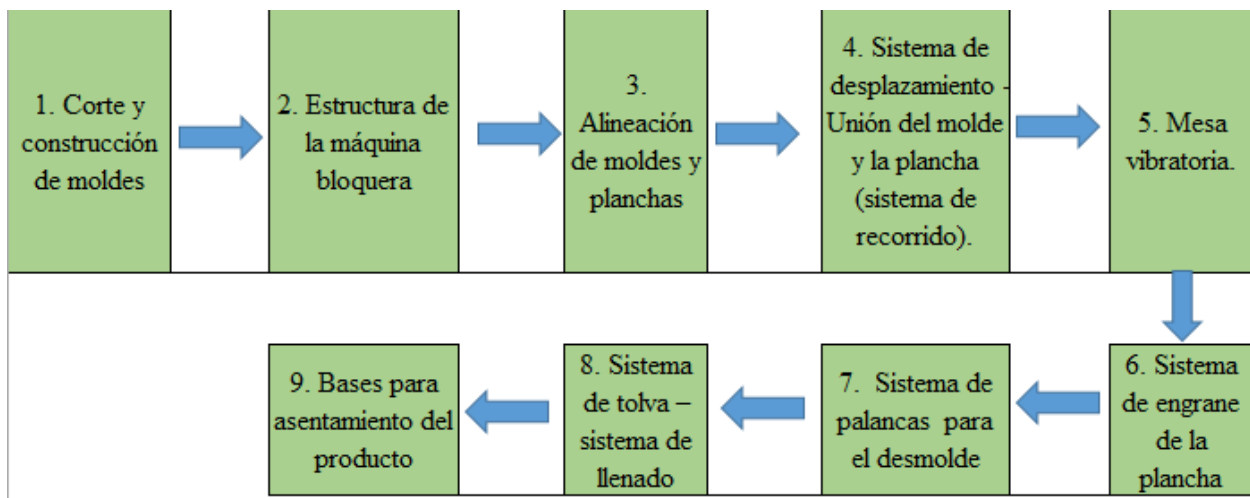 1. Corte y
construcción
de moldes
2. Estructura de
la máquina
bloquera
3.
Alineación
de moldes y
planchas
4. Sistema de
desplazamiento -
Unión del molde
y la plancha
(sistema de
recorrido).
5. Mesa
vibratoria.
6. Sistema
de engrane
de la
plancha
7. Sistema de
palancas para
el desmolde
8. Sistema
de tolva –
sistema de
llenado
9. Bases para
asentamiento del
producto